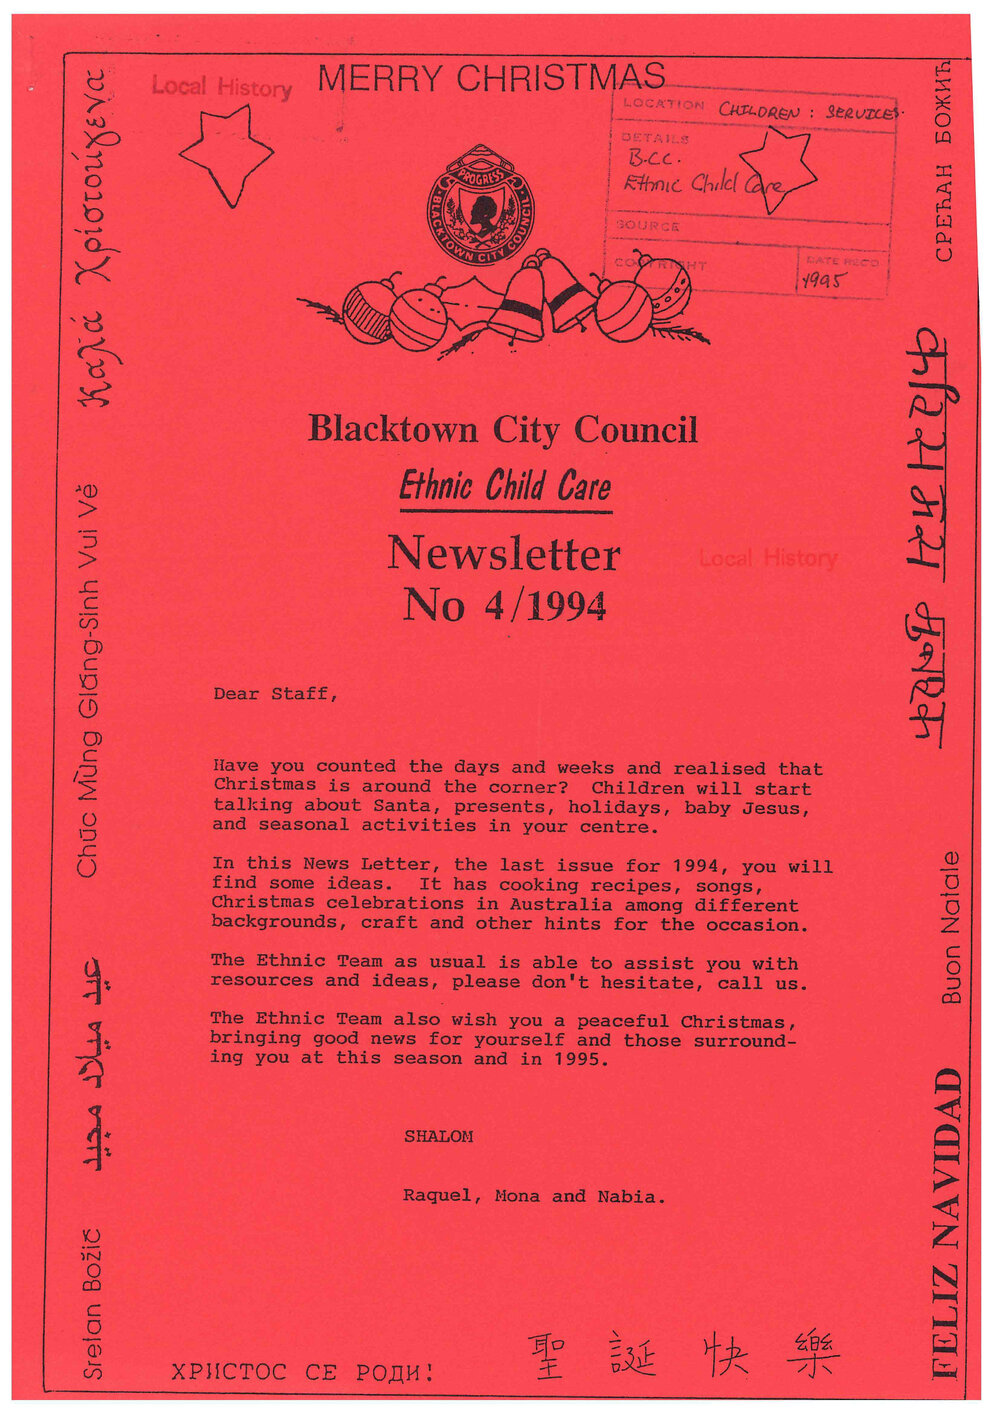 MERRY CHRISTMAS
Local History
LOCATION CHILDREN : SERVICES.
DETAILS
B.C.C.
Ethnic Child Care
SOURCE
COPYRIGHT
DATE RECD
1995
PROGRESS
BLACKTOWN CITY COUNCIL
Blacktown City Council
Ethnic Child Care
Newsletter
No 4/1994
Local History
Dear Staff,
Have you counted the days and weeks and realised that
Christmas is around the corner? Children will start
talking about Santa, presents, holidays, baby Jesus,
and seasonal activities in your centre.
In this News Letter, the last issue for 1994, you will
find some ideas. It has cooking recipes, songs,
Christmas celebrations in Australia among different
backgrounds, craft and other hints for the occasion.
The Ethnic Team as usual is able to assist you with
resources and ideas, please don't hesitate, call us.
The Ethnic Team also wish you a peaceful Christmas,
bringing good news for yourself and those surround-
ing you at this season and in 1995.
SHALOM
Raquel, Mona and Nabia.
Καλά Χρίστούγενα
Chúc Mừng Giáng-Sinh Vui Vẻ
عيد ميلاد مجيد
Sretan Božić
ХРИСТОС СЕ РОДИ!
聖誕快樂
СРЕЋАН БОЖИЋ
Buon Natale
FELIZ NAVIDAD